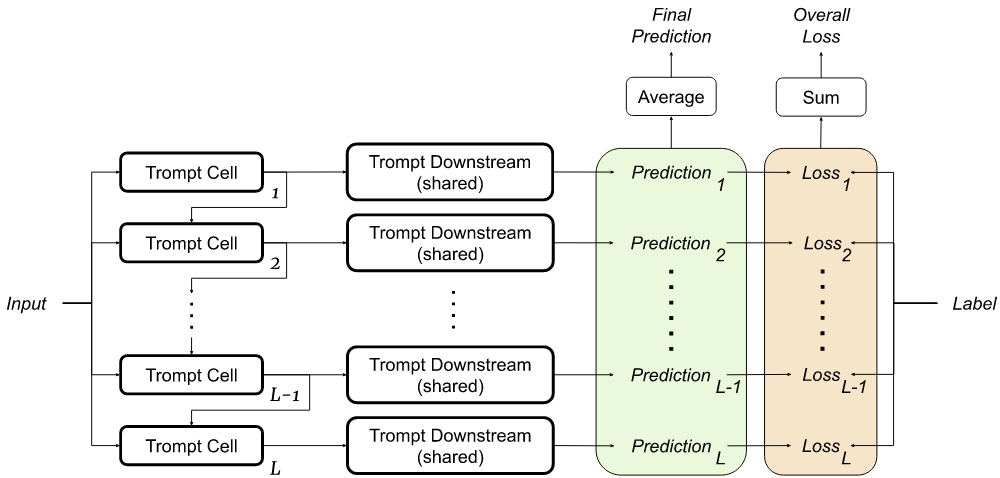 Final
Prediction
Overall
Loss
Average
Sum
Trompt Cell
1
Trompt Downstream
(shared)
Prediction 1
Loss 1
Trompt Cell
2
Trompt Downstream
(shared)
Prediction 2
Loss 2
Input
Label
Trompt Cell
L-1
Trompt Downstream
(shared)
Prediction L-1
Loss L-1
Trompt Cell
L
Trompt Downstream
(shared)
Prediction L
Loss L